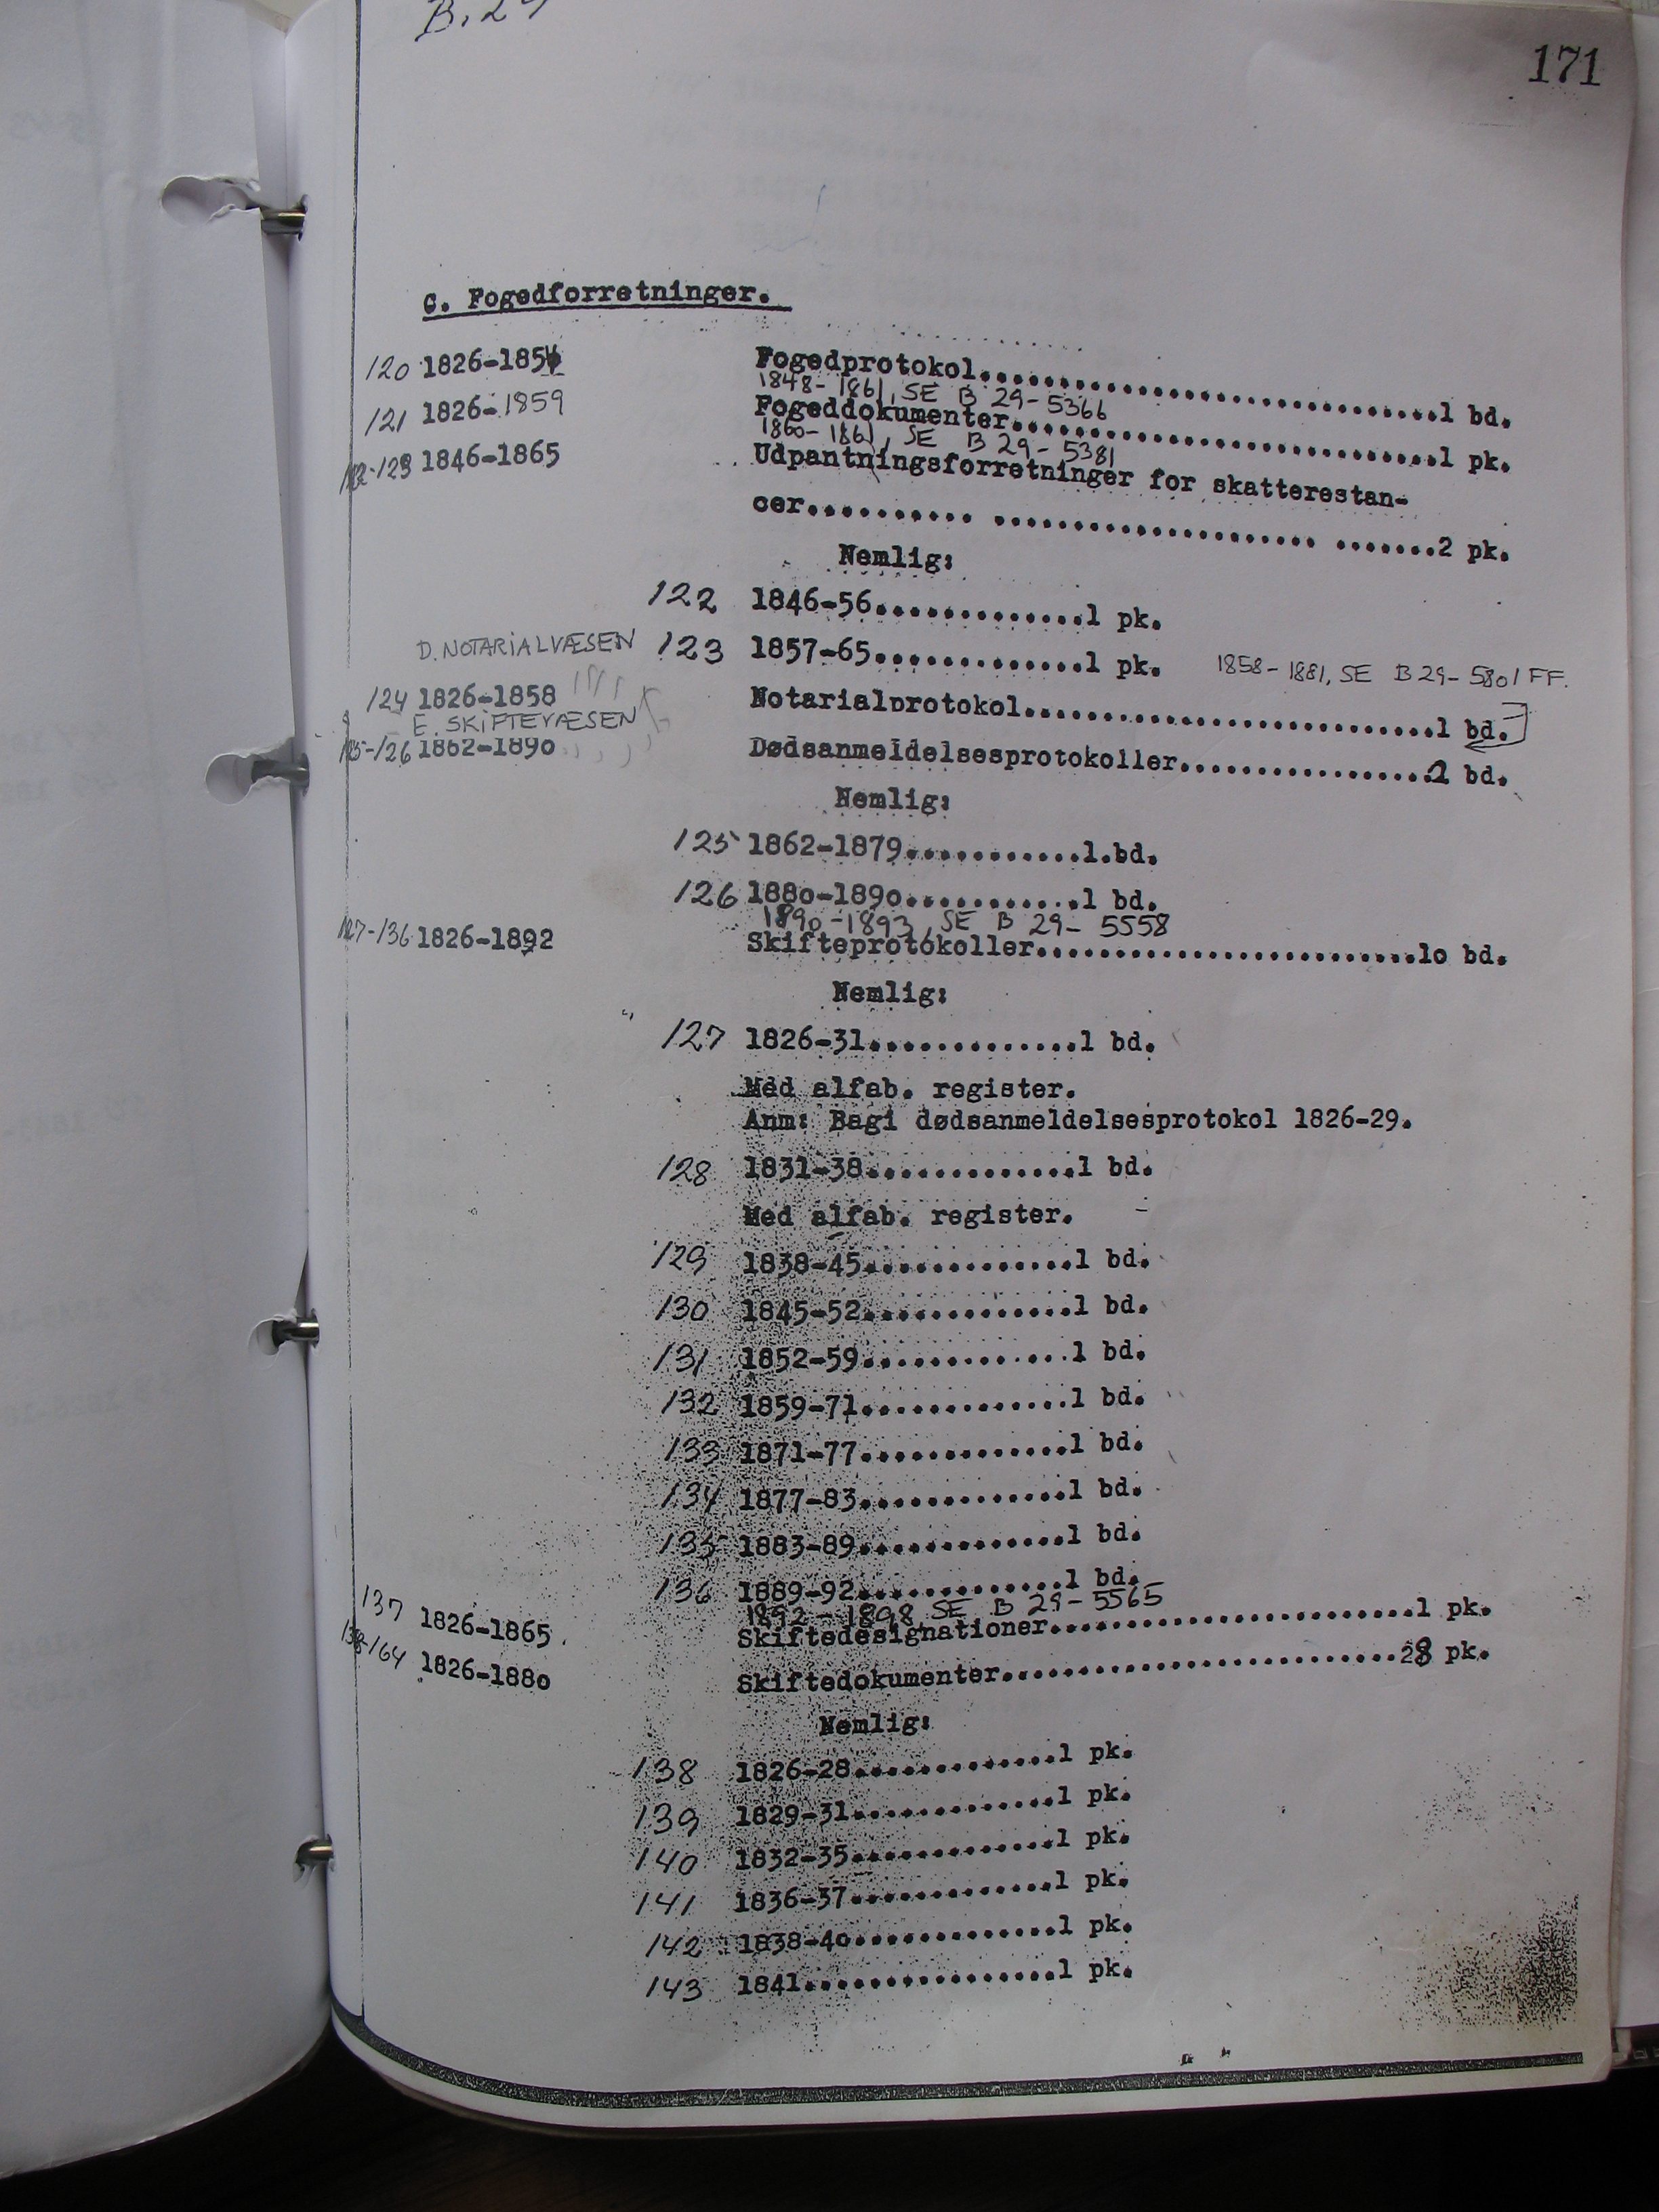 B. 29
171
C. Fogedforretninger.
120 1826-1854 Fogedprotokol..................................1 bd.
1848-1861, SE B 29-5366
121 1826-1859 Fogeddokumenter................................1 pk.
1860-1861, SE B 29-5381
122-123 1846-1865 Udpantningsforretninger for skatterestan-
cer.......... ........................ .......2 pk.
Nemlig:
122 1846-56.............1 pk.
D. NOTARIALVÆSEN 123 1857-65.............1 pk. 1858-1881, SE B 29-5801 FF.
124 1826-1858 Notarialprotokol...............................1 bd.
E. SKIFTEVÆSEN
125-126 1862-1890 Dødsanmeldelsesprotokoller................2 bd.
Nemlig:
125 1862-1879...........1.bd.
126 1880-1890...........1 bd.
1890-1893, SE B 29-5558
127-136 1826-1892 Skifteprotokoller..........................10 bd.
Nemlig:
127 1826-31.............1 bd.
Med alfab. register.
Anm: Bagi dødsanmeldelsesprotokol 1826-29.
128 1831-38.............1 bd.
Med alfab. register.
129 1838-45.............1 bd.
130 1845-52.............1 bd.
131 1852-59.............1 bd.
132 1859-71.............1 bd.
133 1871-77.............1 bd.
134 1877-83.............1 bd.
135 1883-89.............1 bd.
136 1889-92.............1 bd.
1892-1898, SE B 29-5565
137 1826-1865 Skiftedesignationer.........................1 pk.
138-164 1826-1880 Skiftedokumenter...........................28 pk.
Nemlig:
138 1826-28.............1 pk.
139 1829-31.............1 pk.
140 1832-35.............1 pk.
141 1836-37.............1 pk.
142 1838-40.............1 pk.
143 1841................1 pk.